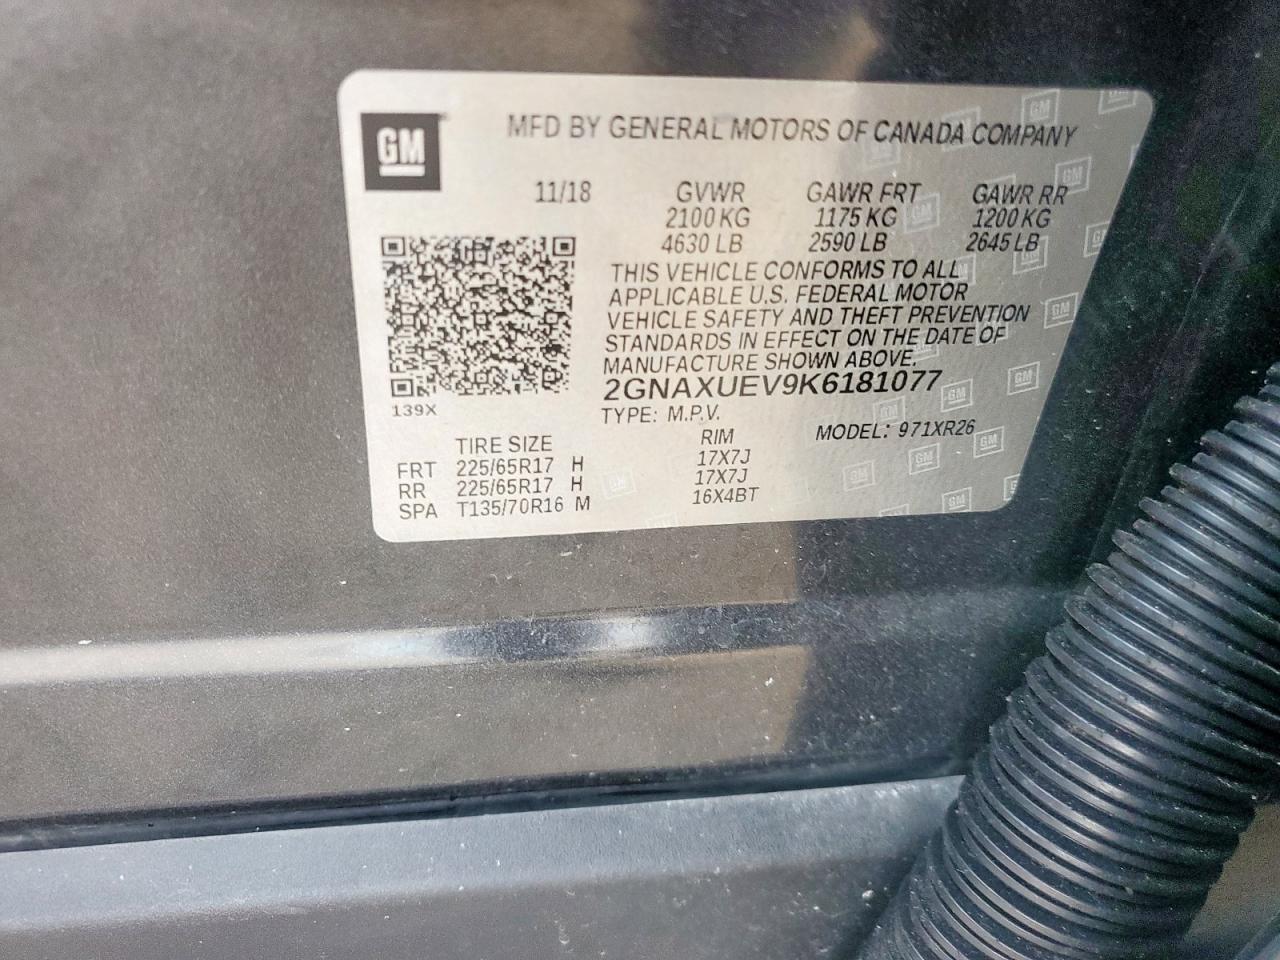 GM
MFD BY GENERAL MOTORS OF CANADA COMPANY
11/18 GVWR GAWR FRT GAWR RR
2100 KG 1175 KG 1200 KG
4630 LB 2590 LB 2645 LB
THIS VEHICLE CONFORMS TO ALL
APPLICABLE U.S. FEDERAL MOTOR
VEHICLE SAFETY AND THEFT PREVENTION
STANDARDS IN EFFECT ON THE DATE OF
MANUFACTURE SHOWN ABOVE.
2GNAXUEV9K6181077
139X
TYPE: M.P.V. MODEL: 971XR26
TIRE SIZE RIM
FRT 225/65R17 H 17X7J
RR 225/65R17 H 17X7J
SPA T135/70R16 M 16X4BT